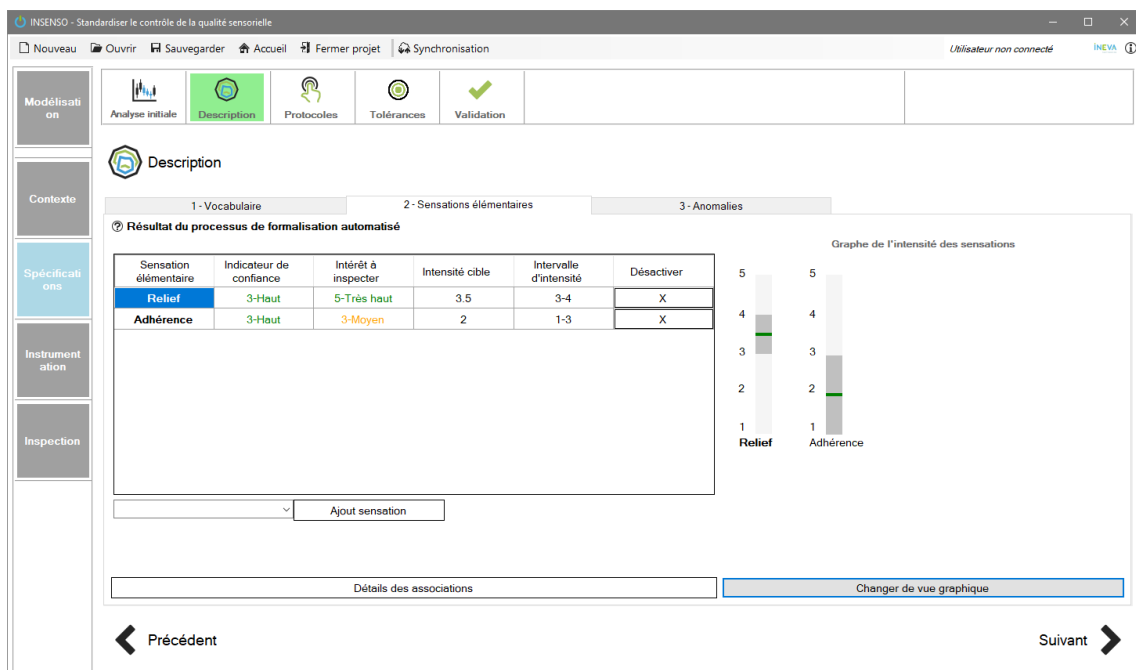 INSENSO - Standardiser le contrôle de la qualité sensorielle
Nouveau Ouvrir Sauvegarder Accueil Fermer projet Synchronisation Utilisateur non connecté INEVA
Modélisati
on
Analyse initiale Description Protocoles Tolérances Validation
Description
Contexte
1 - Vocabulaire 2 - Sensations élémentaires 3 - Anomalies
Résultat du processus de formalisation automatisé
Graphe de l'intensité des sensations
Spécificati
ons
Sensation élémentaire Indicateur de confiance Intérêt à inspecter Intensité cible Intervalle d'intensité Désactiver
Relief 3-Haut 5-Très haut 3.5 3-4 X
Adhérence 3-Haut 3-Moyen 2 1-3 X
5 5
4 4
3 3
2 2
1 1
Relief Adhérence
Instrument
ation
Inspection
Ajout sensation
Détails des associations Changer de vue graphique
Précédent Suivant